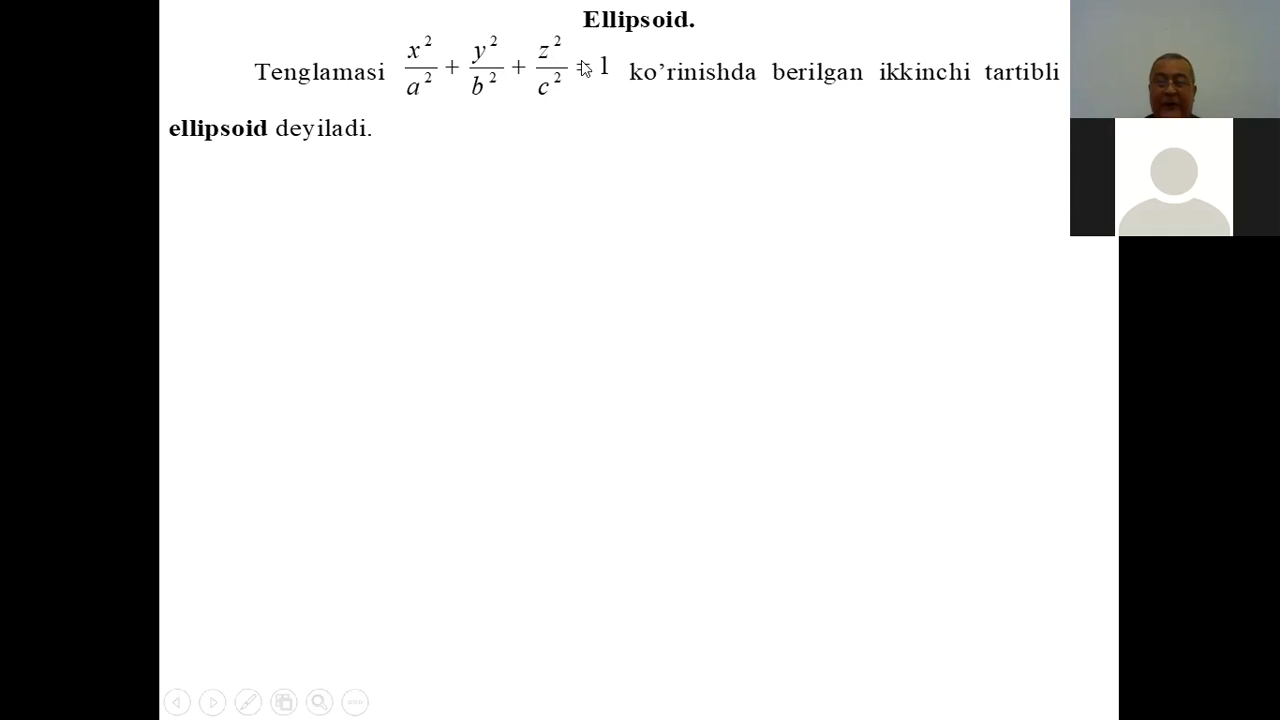 Ellipsoid.
Tenglamasi x²/a² + y²/b² + z²/c² = 1 ko’rinishda berilgan ikkinchi tartibli
ellipsoid deyiladi.